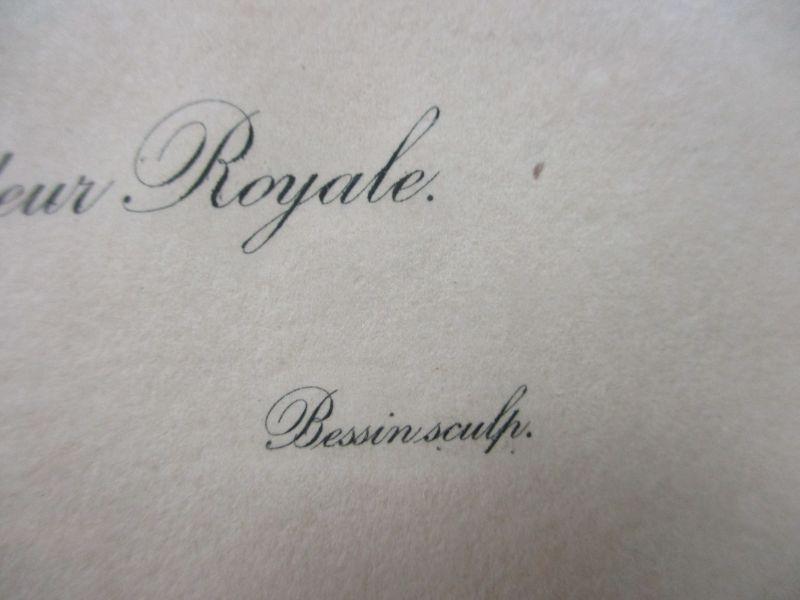 eur Royale.
Bessin sculp.